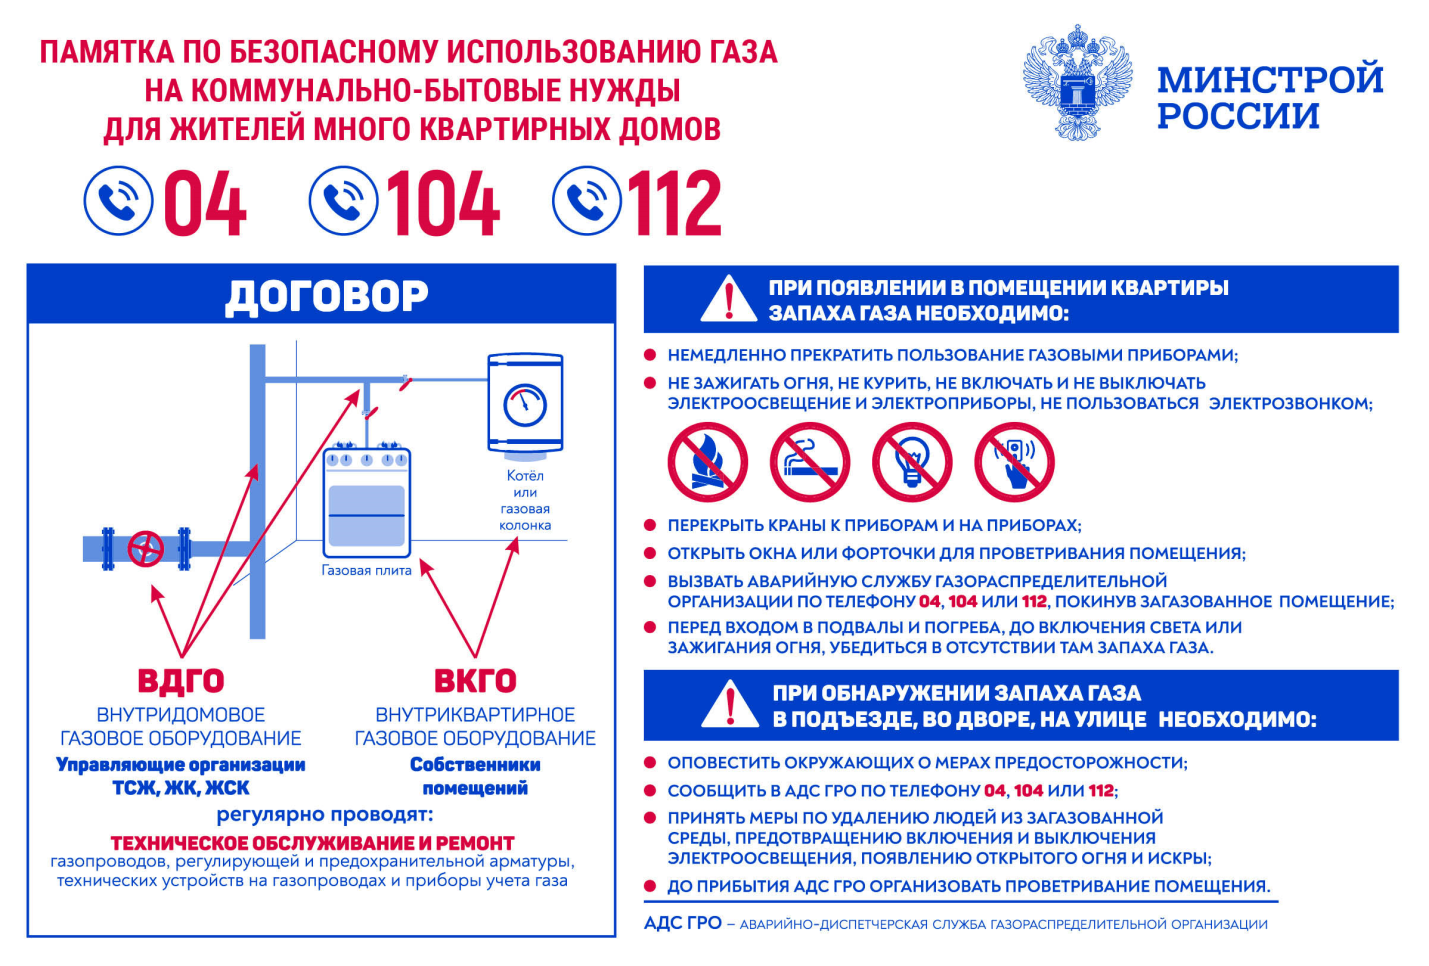 ПАМЯТКА ПО БЕЗОПАСНОМУ ИСПОЛЬЗОВАНИЮ ГАЗА
НА КОММУНАЛЬНО-БЫТОВЫЕ НУЖДЫ
ДЛЯ ЖИТЕЛЕЙ МНОГО КВАРТИРНЫХ ДОМОВ
04 104 112
МИНСТРОЙ
РОССИИ
ДОГОВОР
Котёл
или
газовая
колонка
Газовая плита
ВДГО
ВНУТРИДОМОВОЕ
ГАЗОВОЕ ОБОРУДОВАНИЕ
Управляющие организации
ТСЖ, ЖК, ЖСК
ВКГО
ВНУТРИКВАРТИРНОЕ
ГАЗОВОЕ ОБОРУДОВАНИЕ
Собственники
помещений
регулярно проводят:
ТЕХНИЧЕСКОЕ ОБСЛУЖИВАНИЕ И РЕМОНТ
газопроводов, регулирующей и предохранительной арматуры,
технических устройств на газопроводах и приборы учета газа
ПРИ ПОЯВЛЕНИИ В ПОМЕЩЕНИИ КВАРТИРЫ
ЗАПАХА ГАЗА НЕОБХОДИМО:
НЕМЕДЛЕННО ПРЕКРАТИТЬ ПОЛЬЗОВАНИЕ ГАЗОВЫМИ ПРИБОРАМИ;
НЕ ЗАЖИГАТЬ ОГНЯ, НЕ КУРИТЬ, НЕ ВКЛЮЧАТЬ И НЕ ВЫКЛЮЧАТЬ
ЭЛЕКТРООСВЕЩЕНИЕ И ЭЛЕКТРОПРИБОРЫ, НЕ ПОЛЬЗОВАТЬСЯ ЭЛЕКТРОЗВОНКОМ;
ПЕРЕКРЫТЬ КРАНЫ К ПРИБОРАМ И НА ПРИБОРАХ;
ОТКРЫТЬ ОКНА ИЛИ ФОРТОЧКИ ДЛЯ ПРОВЕТРИВАНИЯ ПОМЕЩЕНИЯ;
ВЫЗВАТЬ АВАРИЙНУЮ СЛУЖБУ ГАЗОРАСПРЕДЕЛИТЕЛЬНОЙ
ОРГАНИЗАЦИИ ПО ТЕЛЕФОНУ 04, 104 ИЛИ 112, ПОКИНУВ ЗАГАЗОВАННОЕ ПОМЕЩЕНИЕ;
ПЕРЕД ВХОДОМ В ПОДВАЛЫ И ПОГРЕБА, ДО ВКЛЮЧЕНИЯ СВЕТА ИЛИ
ЗАЖИГАНИЯ ОГНЯ, УБЕДИТЬСЯ В ОТСУТСТВИИ ТАМ ЗАПАХА ГАЗА.
ПРИ ОБНАРУЖЕНИИ ЗАПАХА ГАЗА
В ПОДЪЕЗДЕ, ВО ДВОРЕ, НА УЛИЦЕ НЕОБХОДИМО:
ОПОВЕСТИТЬ ОКРУЖАЮЩИХ О МЕРАХ ПРЕДОСТОРОЖНОСТИ;
СООБЩИТЬ В АДС ГРО ПО ТЕЛЕФОНУ 04, 104 ИЛИ 112;
ПРИНЯТЬ МЕРЫ ПО УДАЛЕНИЮ ЛЮДЕЙ ИЗ ЗАГАЗОВАННОЙ
СРЕДЫ, ПРЕДОТВРАЩЕНИЮ ВКЛЮЧЕНИЯ И ВЫКЛЮЧЕНИЯ
ЭЛЕКТРООСВЕЩЕНИЯ, ПОЯВЛЕНИЮ ОТКРЫТОГО ОГНЯ И ИСКРЫ;
ДО ПРИБЫТИЯ АДС ГРО ОРГАНИЗОВАТЬ ПРОВЕТРИВАНИЕ ПОМЕЩЕНИЯ.
АДС ГРО – АВАРИЙНО-ДИСПЕТЧЕРСКАЯ СЛУЖБА ГАЗОРАСПРЕДЕЛИТЕЛЬНОЙ ОРГАНИЗАЦИИ